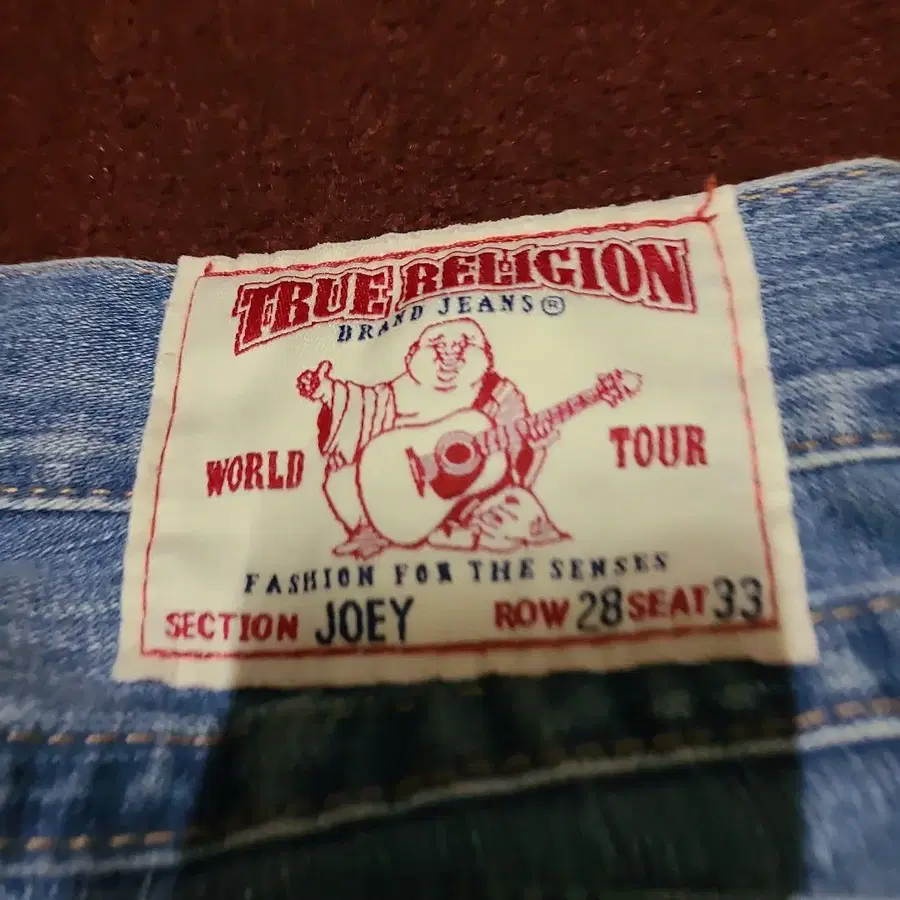 TRUE RELIGION
BRAND JEANS®
WORLD TOUR
FASHION FOR THE SENSES
SECTION JOEY ROW 28 SEAT 33